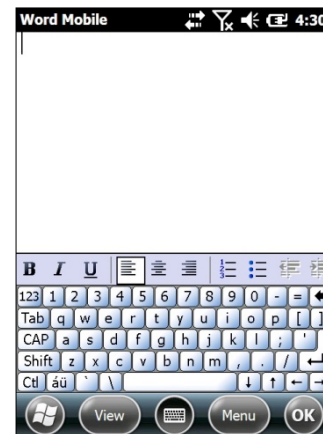 Word Mobile 4:30
B I U
123 1 2 3 4 5 6 7 8 9 0 - =
Tab q w e r t y u i o p [ ]
CAP a s d f g h j k l ; '
Shift z x c v b n m , . /
Ctl áü ` \
View Menu OK